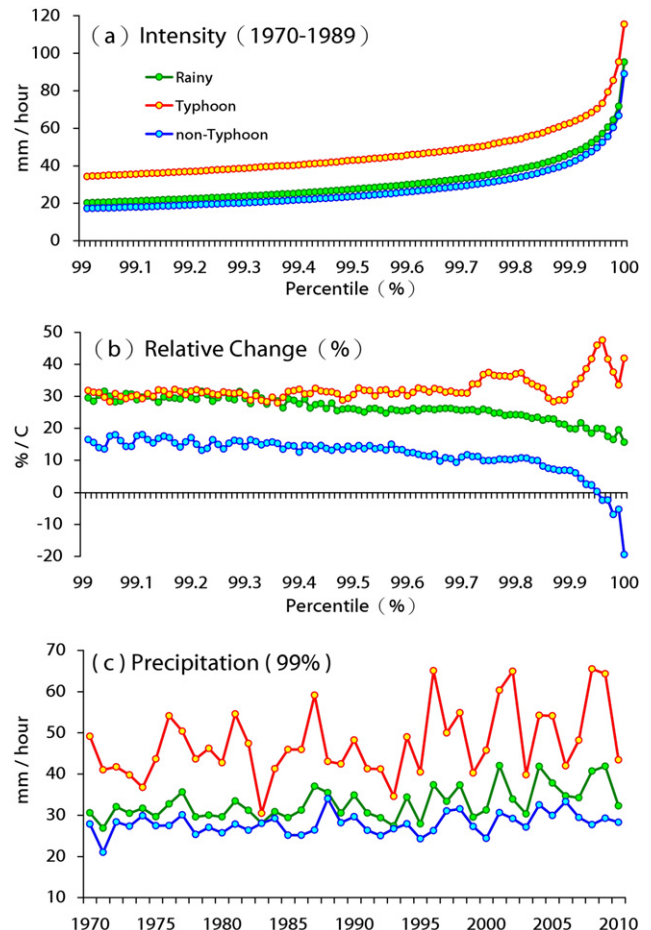 (a) Intensity (1970-1989)
mm / hour
120
100
80
60
40
20
0
Rainy
Typhoon
non-Typhoon
99 99.1 99.2 99.3 99.4 99.5 99.6 99.7 99.8 99.9 100
Percentile (%)
(b) Relative Change (%)
% / C
50
40
30
20
10
0
-10
-20
99 99.1 99.2 99.3 99.4 99.5 99.6 99.7 99.8 99.9 100
Percentile (%)
(c) Precipitation (99%)
mm / hour
70
60
50
40
30
20
10
1970 1975 1980 1985 1990 1995 2000 2005 2010